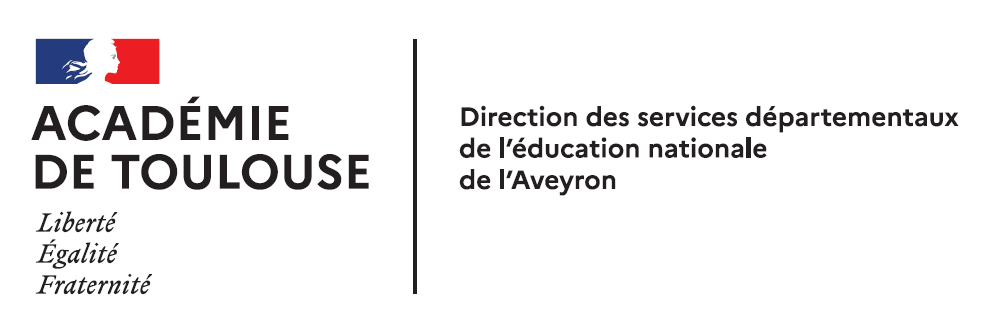 ACADÉMIE
DE TOULOUSE
Liberté
Égalité
Fraternité
Direction des services départementaux
de l'éducation nationale
de l'Aveyron